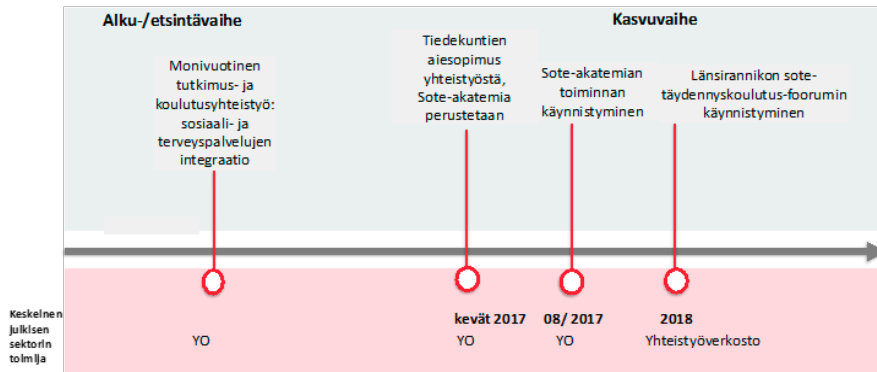 Alku-/etsintävaihe
Kasvuvaihe
Monivuotinen
tutkimus- ja
koulutusyhteistyö:
sosiaali- ja
terveyspalvelujen
integraatio
Tiedekuntien
aiesopimus
yhteistyöstä,
Sote-akatemia
perustetaan
Sote-akatemian
toiminnan
käynnistyminen
Länsirannikon sote-
täydennyskoulutus-foorumin
käynnistyminen
Keskeinen
julkisen
sektorin
toimija
kevät 2017
08/ 2017
2018
YO
YO
YO
Yhteistyöverkosto